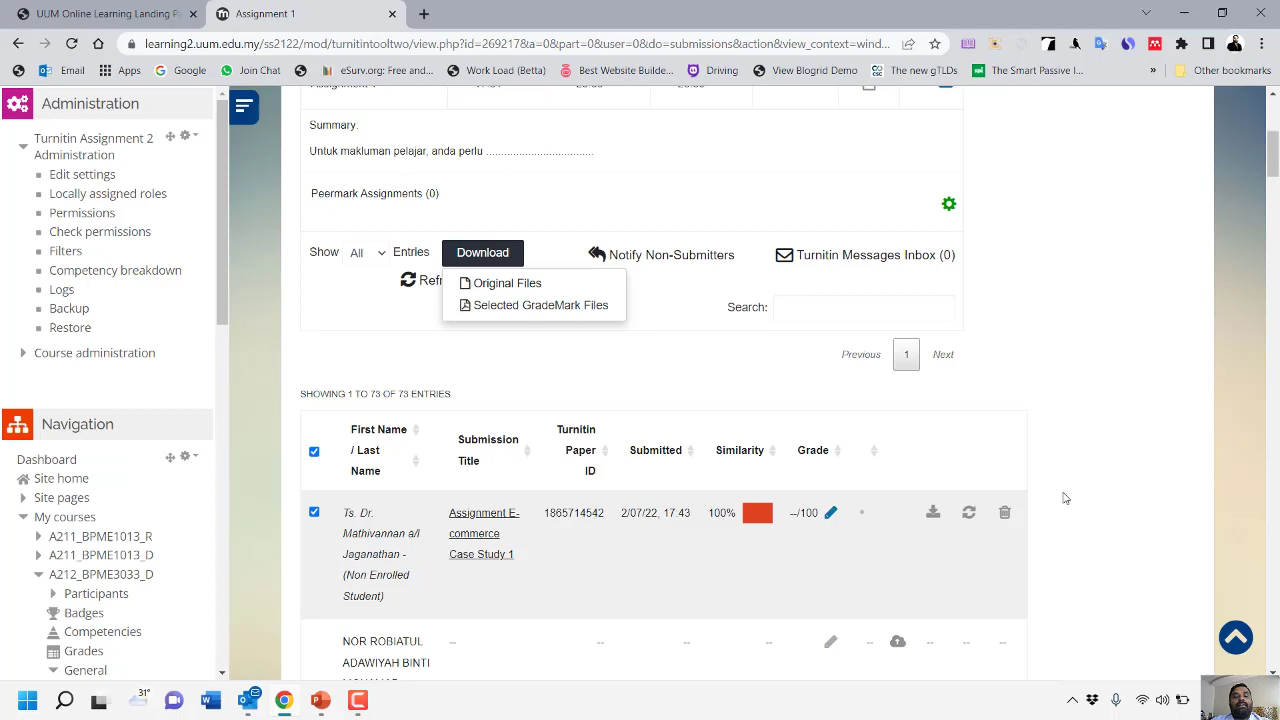 UUM Online Learning Landing Pa
Assignment 1
learning2.uum.edu.my/ss2122/mod/turnitintooltwo/view.php?id=269217&a=0&part=0&user=0&do=submissions&action&view_context=wind...
Email
Apps
Google
Join Chat
eSurv.org: Free and...
Work Load (Betta)
Best Website Builde...
Driving
View Blogrid Demo
The new gTLDs
The Smart Passive I...
»
Other bookmarks
Administration
Turnitin Assignment 2
Administration
Edit settings
Locally assigned roles
Permissions
Check permissions
Filters
Competency breakdown
Logs
Backup
Restore
Course administration
Navigation
Dashboard
Site home
Site pages
My courses
A211_BPME1013_R
A211_BPME1013_D
A212_BPME3033_D
Participants
Badges
Competencies
Grades
General
Summary:
Untuk makluman pelajar, anda perlu ..................................
Peermark Assignments (0)
Show All Entries
Download
Notify Non-Submitters
Turnitin Messages Inbox (0)
Refr
Original Files
Selected GradeMark Files
Search:
Previous 1 Next
SHOWING 1 TO 73 OF 73 ENTRIES.
First Name
/ Last
Name
Submission
Title
Turnitin
Paper
ID
Submitted
Similarity
Grade
Ts. Dr.
Mathivannan a/l
Jaganathan -
(Non Enrolled
Student)
Assignment E-
commerce
Case Study 1
1865714542
2/07/22, 17.43
100%
--/100
NOR ROBIATUL
ADAWIYAH BINTI
-- -- -- -- -- -- -- --
31°